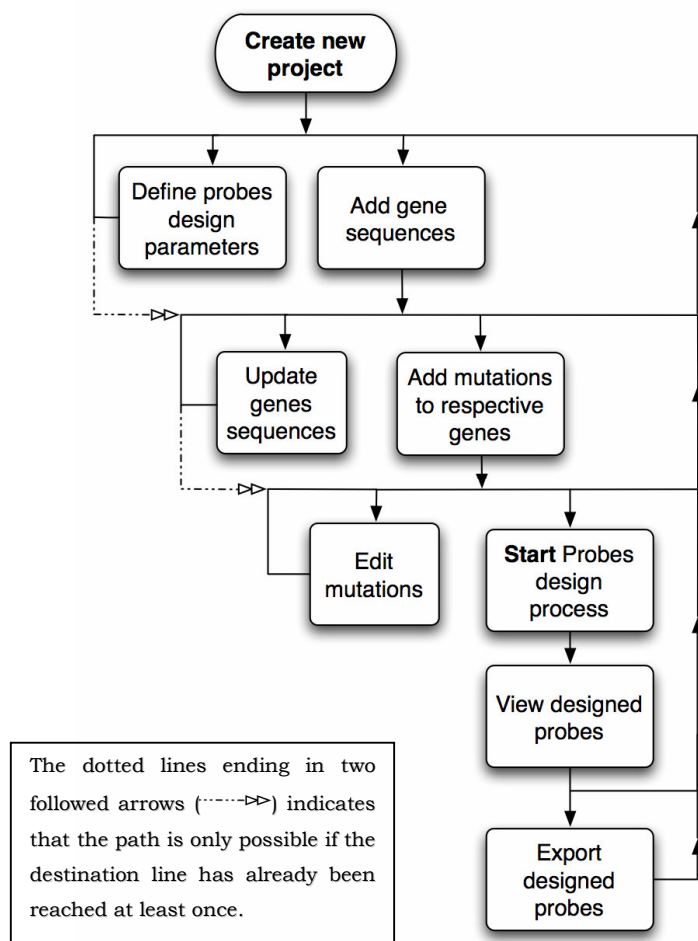 Create new
project
Define probes
design
parameters
Add gene
sequences
Update
genes
sequences
Add mutations
to respective
genes
Edit
mutations
Start Probes
design
process
View designed
probes
Export
designed
probes
The dotted lines ending in two
followed arrows ( ) indicates
that the path is only possible if the
destination line has already been
reached at least once.